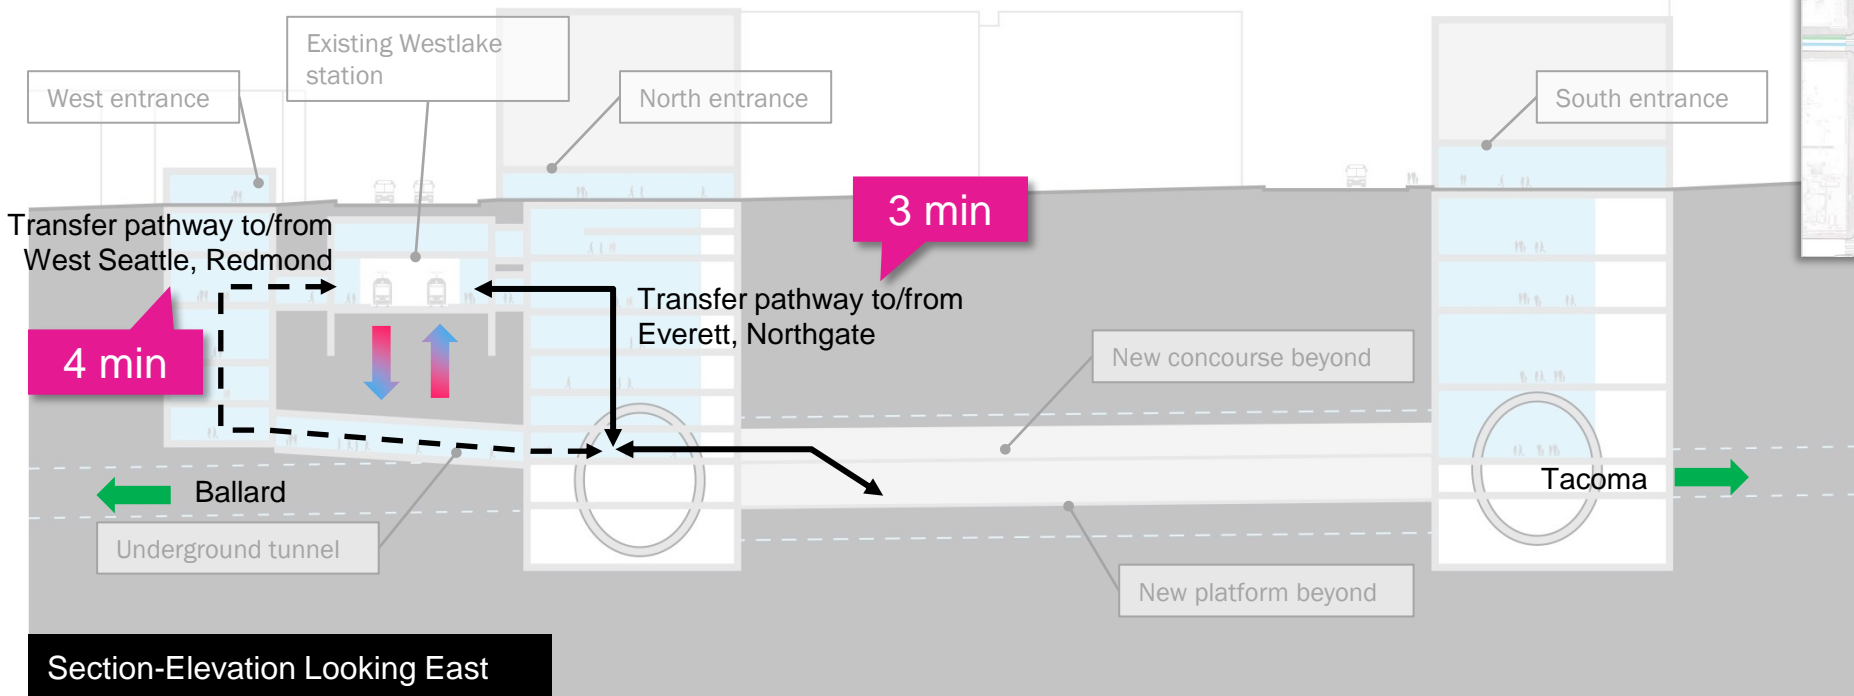 Existing Westlake
station
West entrance
North entrance
South entrance
Transfer pathway to/from
West Seattle, Redmond
3 min
Transfer pathway to/from
Everett, Northgate
4 min
New concourse beyond
Ballard
Tacoma
Underground tunnel
New platform beyond
Section-Elevation Looking East